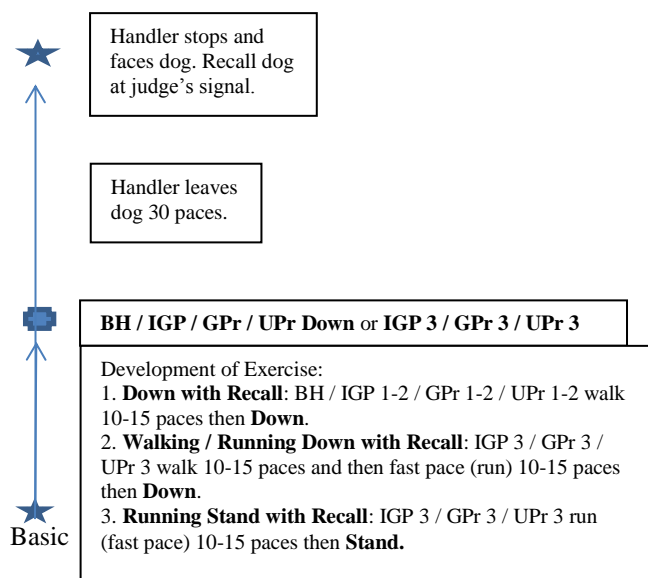 Handler stops and
faces dog. Recall dog
at judge's signal.
Handler leaves
dog 30 paces.
BH / IGP / GPr / UPr Down or IGP 3 / GPr 3 / UPr 3
Development of Exercise:
1. Down with Recall: BH / IGP 1-2 / GPr 1-2 / UPr 1-2 walk
10-15 paces then Down.
2. Walking / Running Down with Recall: IGP 3 / GPr 3 /
UPr 3 walk 10-15 paces and then fast pace (run) 10-15 paces
then Down.
3. Running Stand with Recall: IGP 3 / GPr 3 / UPr 3 run
(fast pace) 10-15 paces then Stand.
Basic